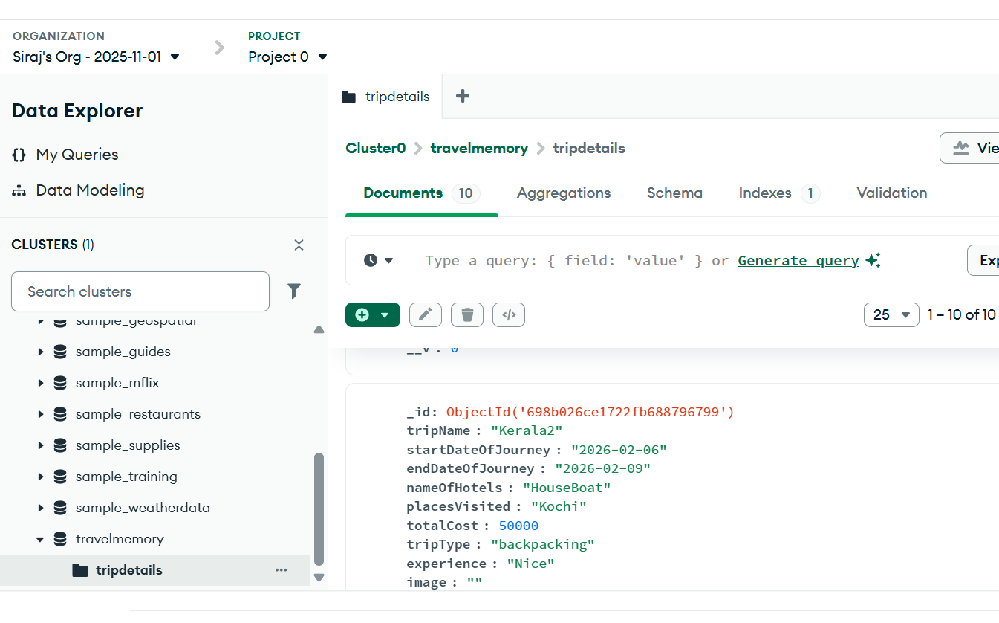 ORGANIZATION
Siraj's Org - 2025-11-01
PROJECT
Project 0
Data Explorer
My Queries
Data Modeling
CLUSTERS (1)
Search clusters
sample_geospatial
sample_guides
sample_mflix
sample_restaurants
sample_supplies
sample_training
sample_weatherdata
travelmemory
tripdetails
tripdetails
Cluster0 > travelmemory > tripdetails
Vie
Documents 10 Aggregations Schema Indexes 1 Validation
Type a query: { field: 'value' } or Generate query
Exp
25 1 – 10 of 10
__v : 0
_id: ObjectId('698b026ce1722fb688796799')
tripName : "Kerala2"
startDateOfJourney : "2026-02-06"
endDateOfJourney : "2026-02-09"
nameOfHotels : "HouseBoat"
placesVisited : "Kochi"
totalCost : 50000
tripType : "backpacking"
experience : "Nice"
image : ""